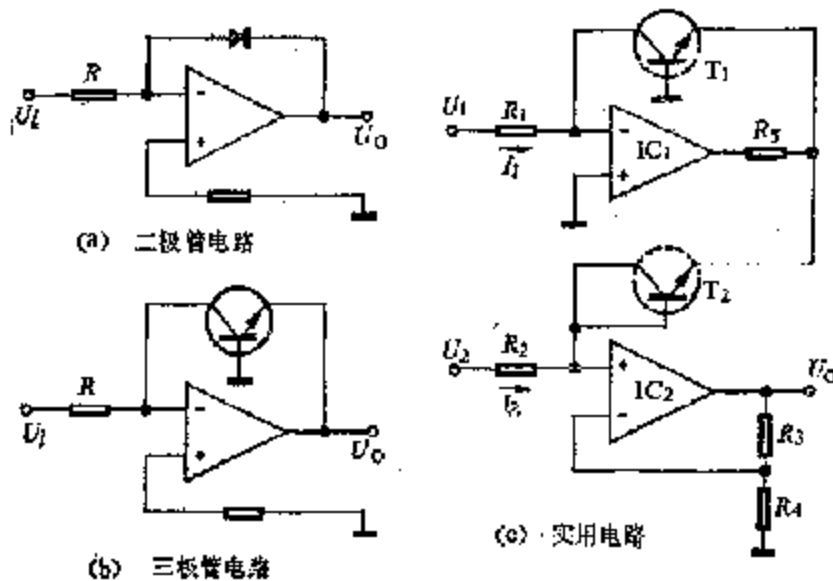 R
U_i
-
+
U_O
(a) 二极管电路
R
U_i
-
+
U_O
(b) 三极管电路
T₁
U₁
R₁
I₁
-
IC₁
+
R₅
T₂
U₂
R₂
I₂
+
IC₂
-
U_O
R₃
R₄
(c) 实用电路